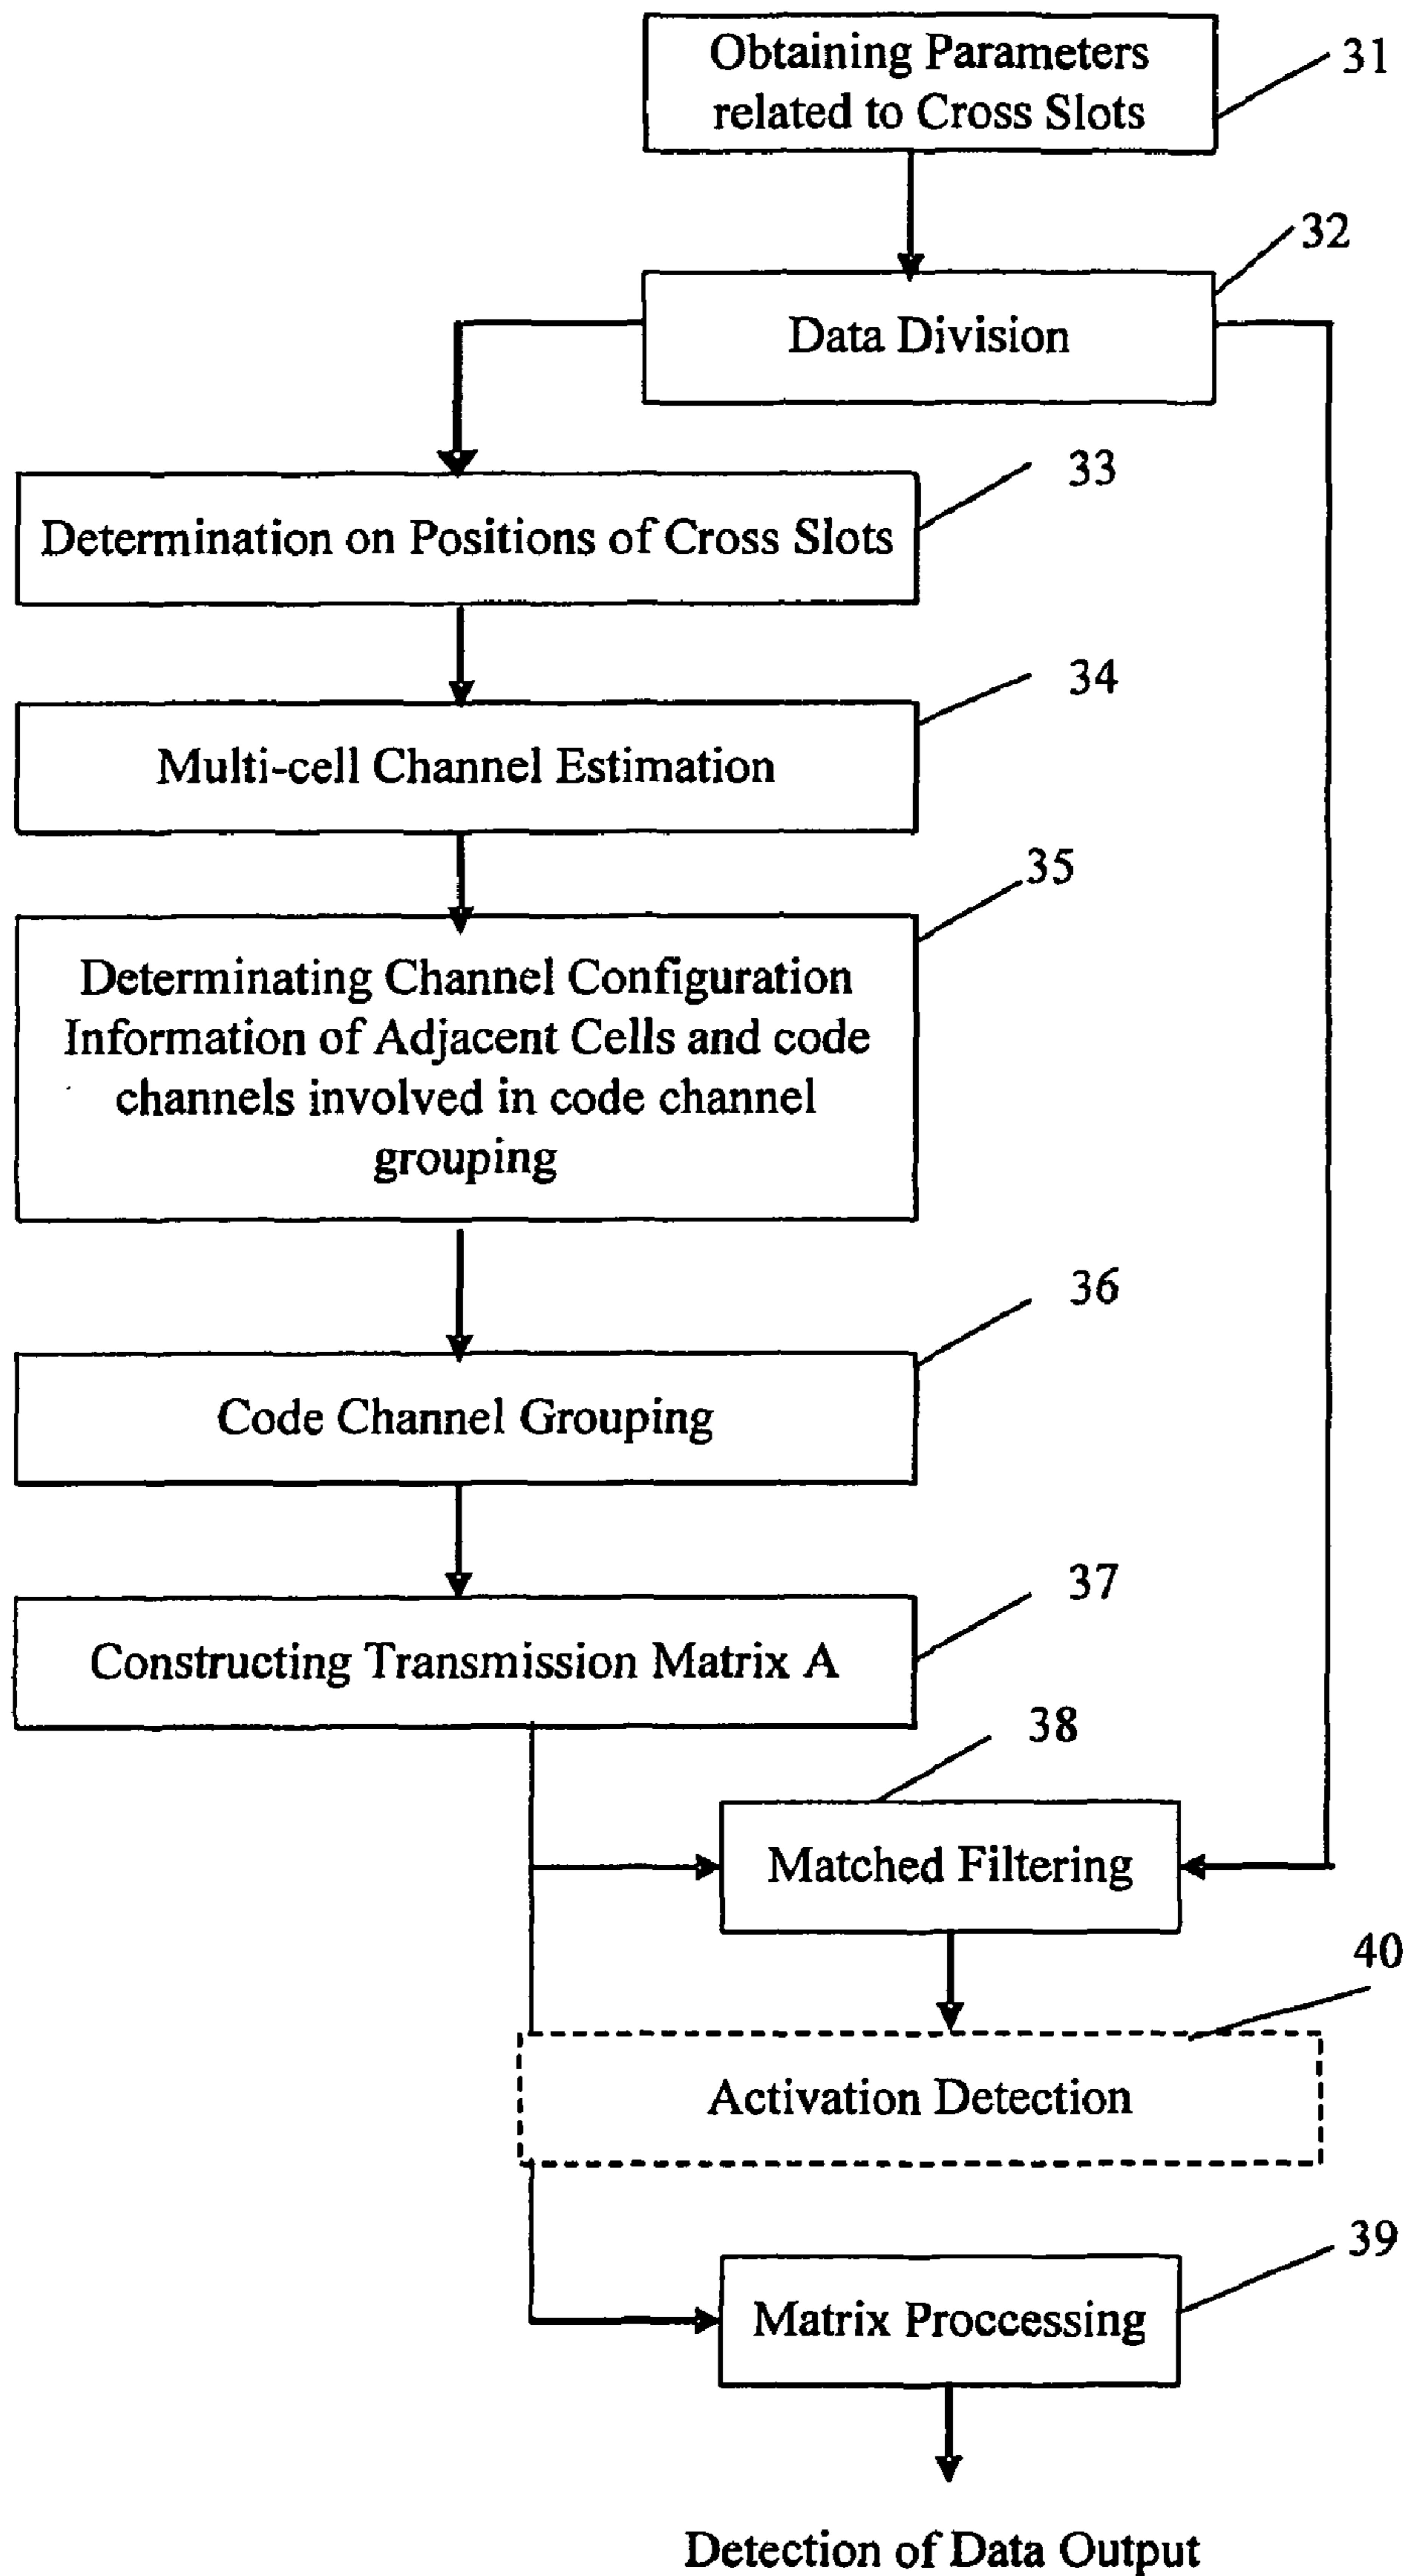 Obtaining Parameters
related to Cross Slots
31
32
Data Division
33
Determination on Positions of Cross Slots
34
Multi-cell Channel Estimation
35
Determinating Channel Configuration
Information of Adjacent Cells and code
channels involved in code channel
grouping
36
Code Channel Grouping
37
Constructing Transmission Matrix A
38
Matched Filtering
40
Activation Detection
39
Matrix Proccessing
Detection of Data Output